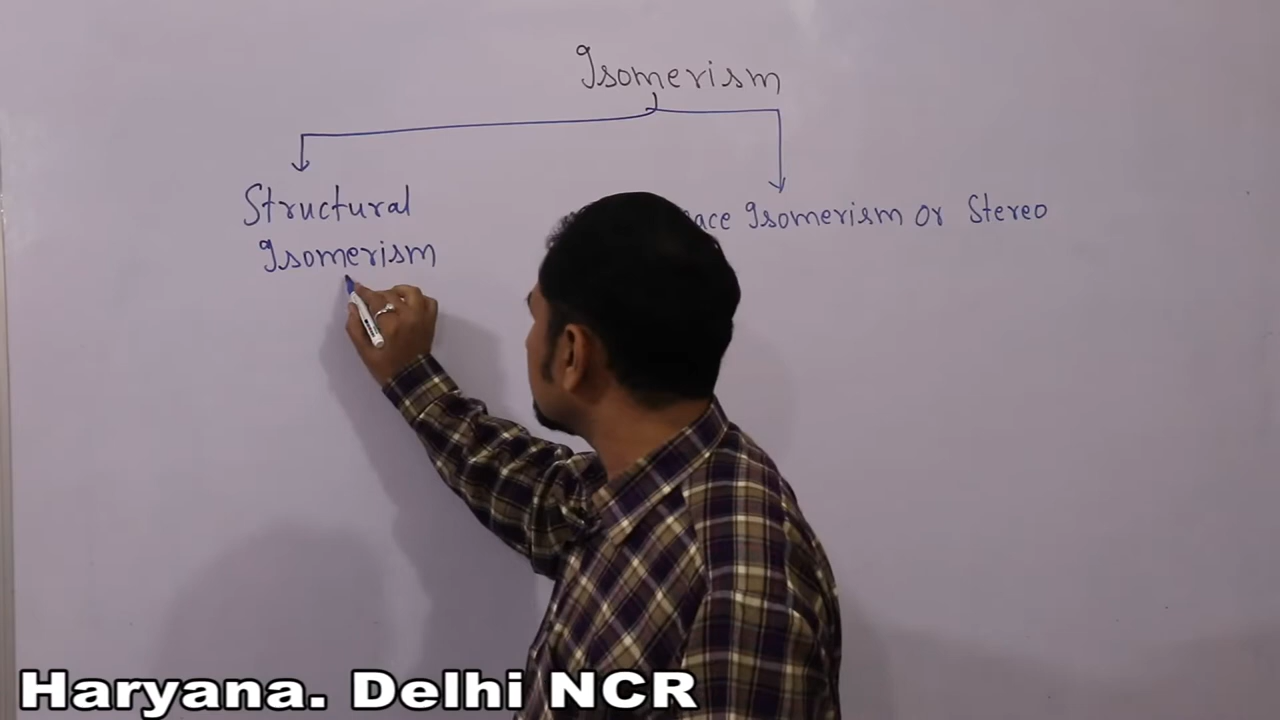 Isomerism
Structural
Isomerism
ace Isomerism or Stereo
Haryana. Delhi NCR